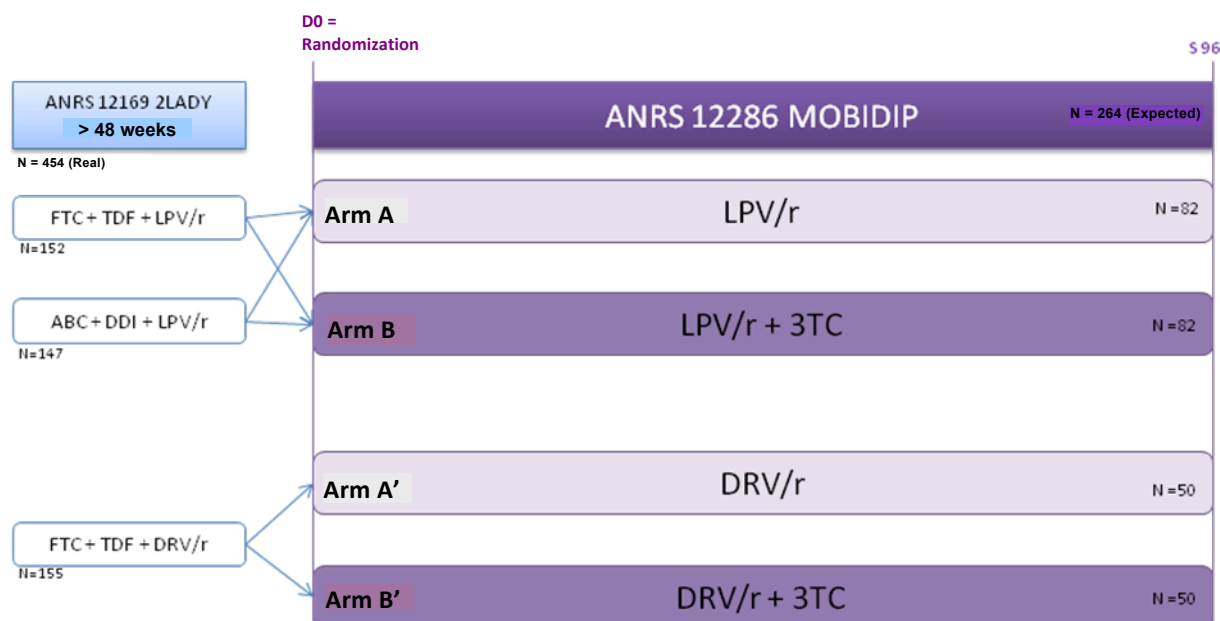 D0 =
Randomization
S 96
ANRS 12169 2LADY
> 48 weeks
N = 454 (Real)
ANRS 12286 MOBIDIP
N = 264 (Expected)
FTC + TDF + LPV/r
N=152
Arm A
LPV/r
N =82
ABC + DDI + LPV/r
N=147
Arm B
LPV/r + 3TC
N =82
Arm A’
DRV/r
N =50
FTC + TDF + DRV/r
N=155
Arm B’
DRV/r + 3TC
N =50